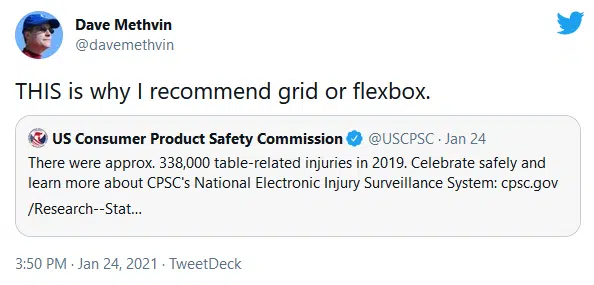 Dave Methvin
@davemethvin
THIS is why I recommend grid or flexbox.
US Consumer Product Safety Commission @USCPSC · Jan 24
There were approx. 338,000 table-related injuries in 2019. Celebrate safely and
learn more about CPSC's National Electronic Injury Surveillance System: cpsc.gov
/Research--Stat...
3:50 PM · Jan 24, 2021 · TweetDeck